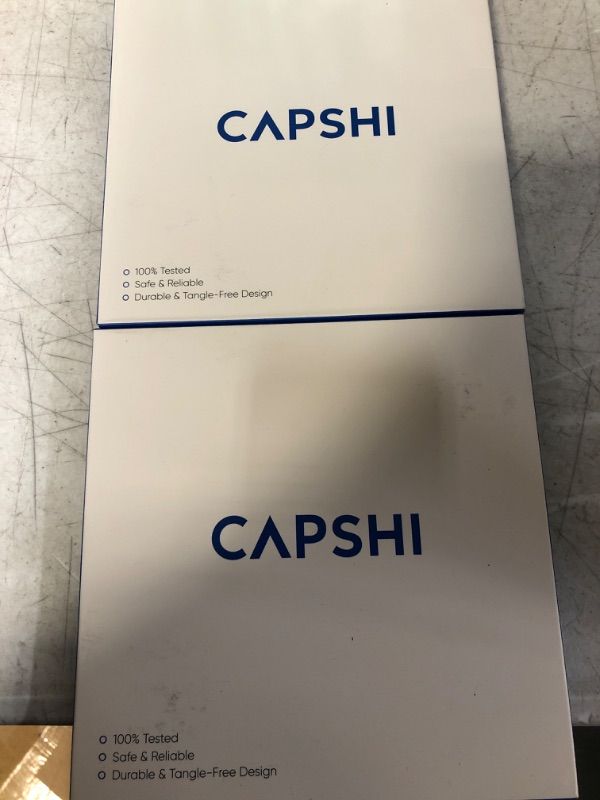 CAPSHI
100% Tested
Safe & Reliable
Durable & Tangle-Free Design
CAPSHI
100% Tested
Safe & Reliable
Durable & Tangle-Free Design